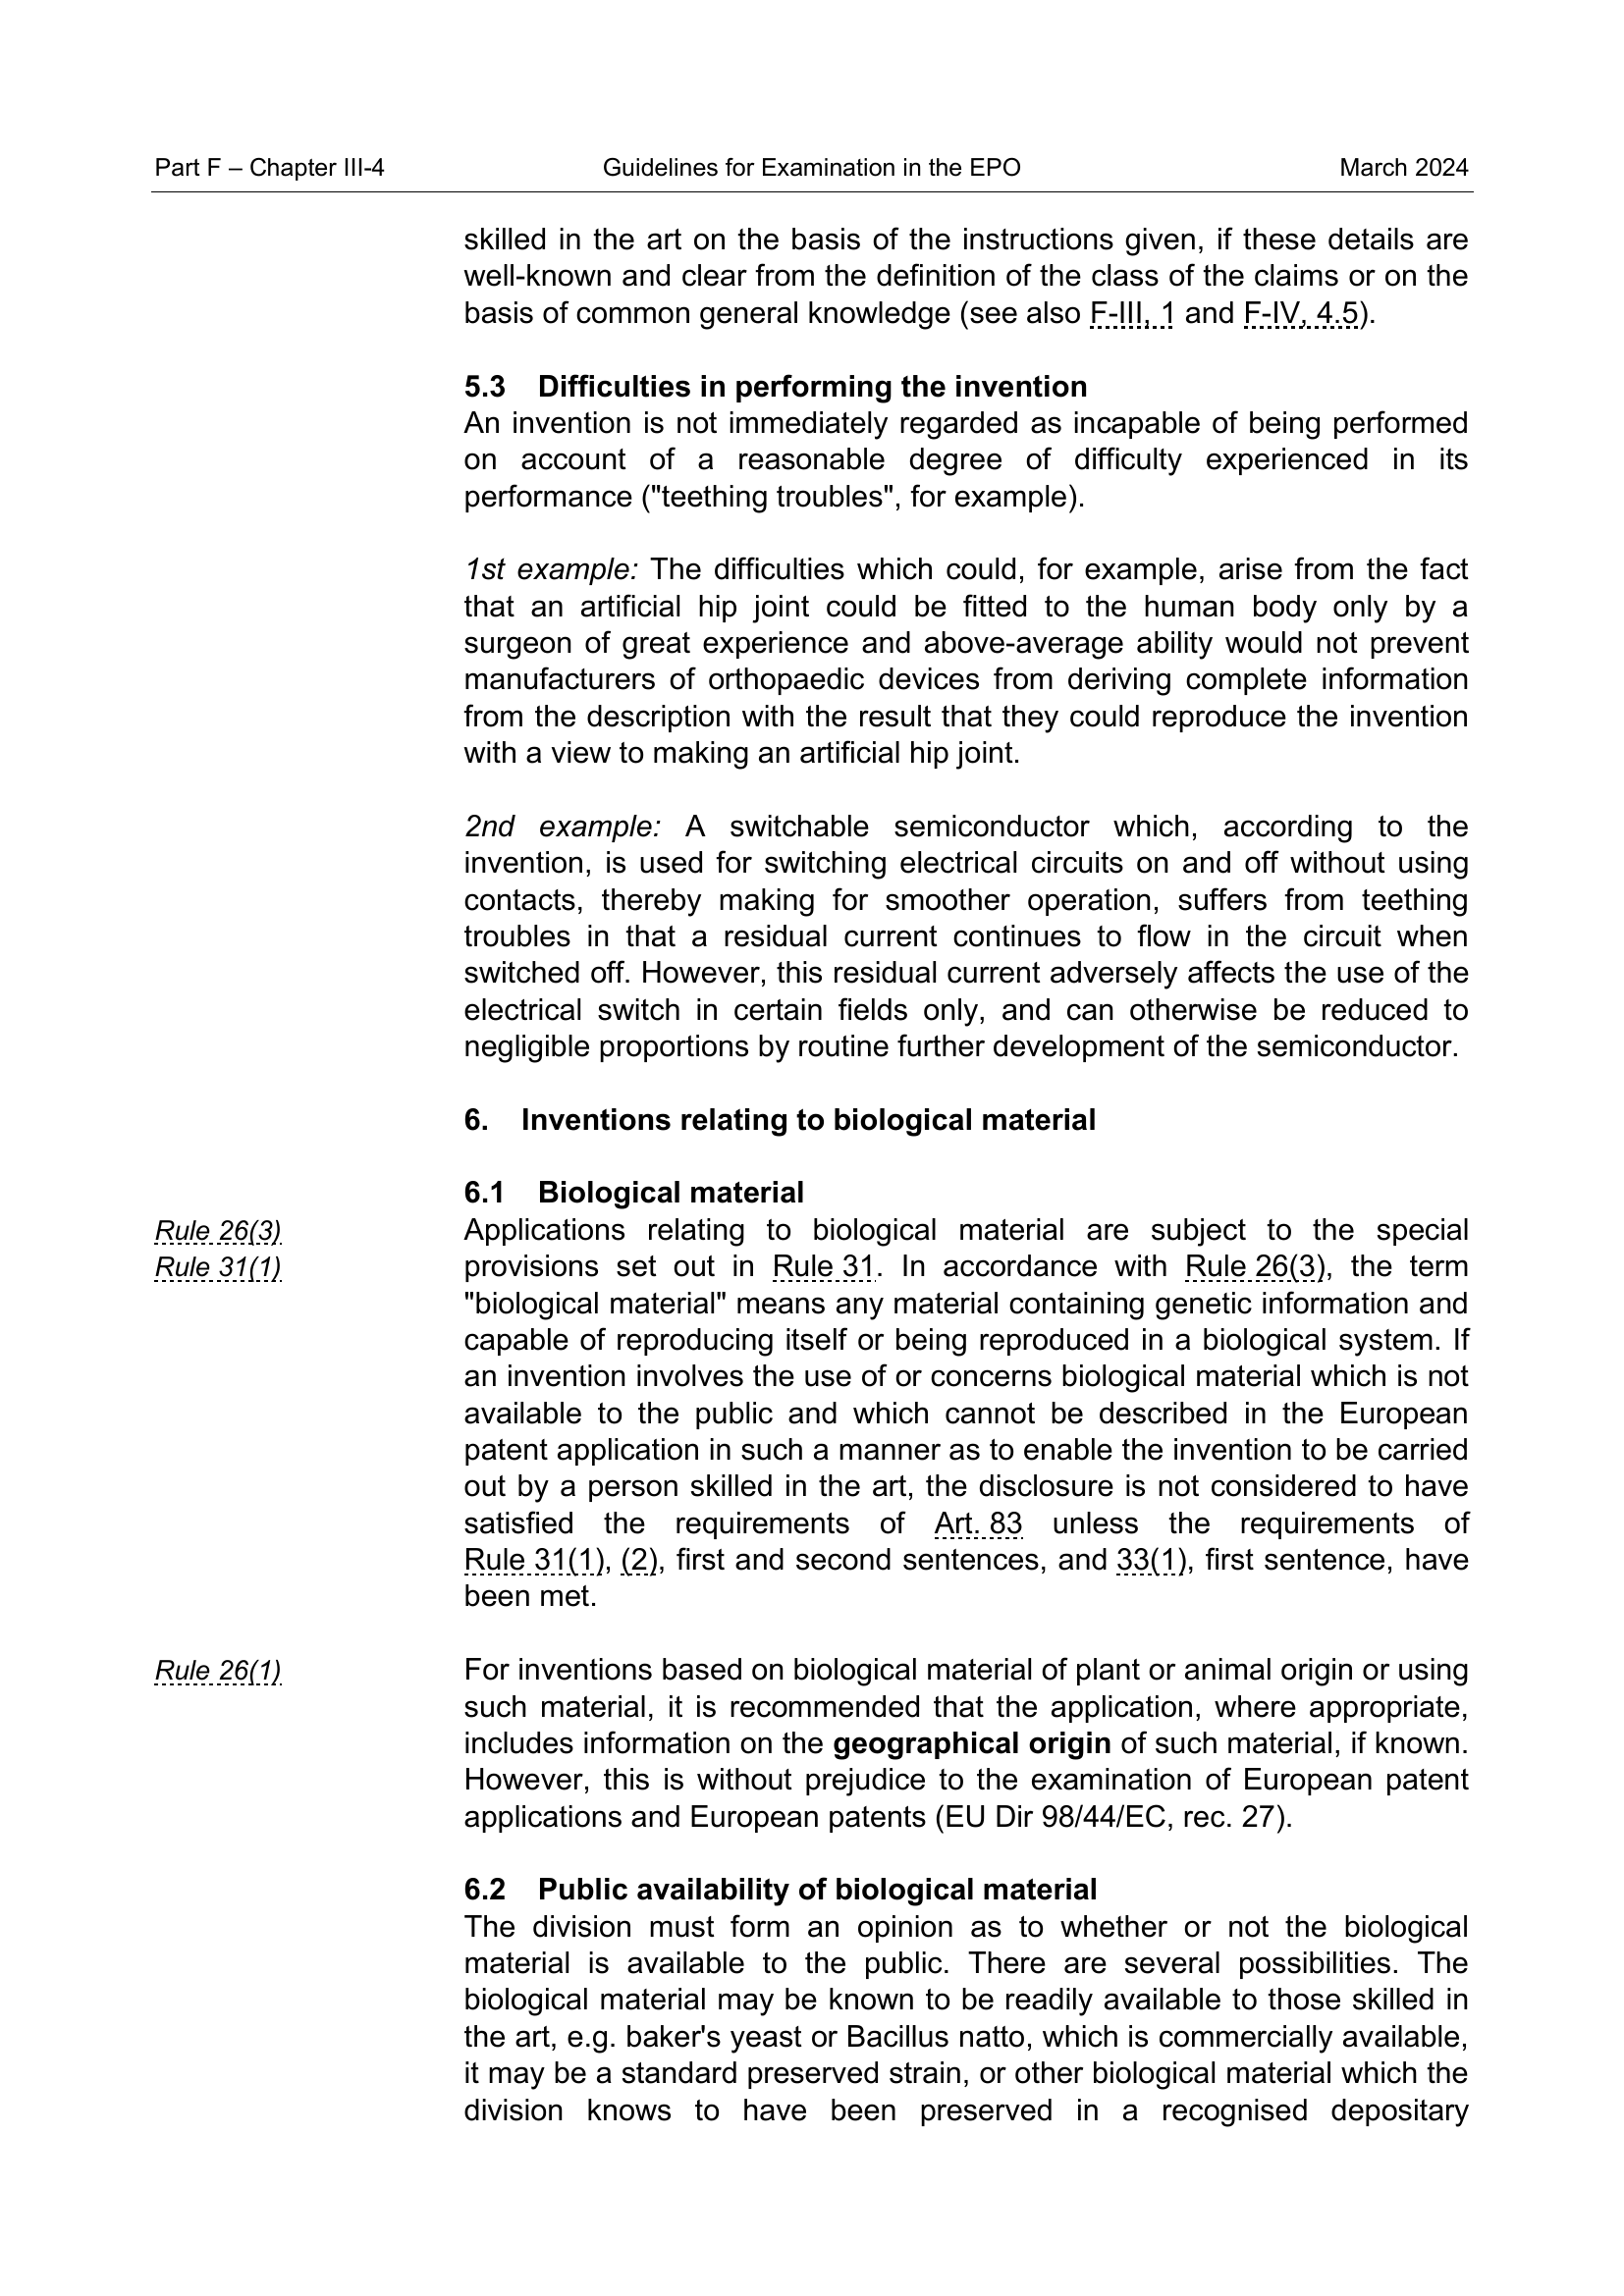 Part F – Chapter III-4 Guidelines for Examination in the EPO March 2024
skilled in the art on the basis of the instructions given, if these details are
well-known and clear from the definition of the class of the claims or on the
basis of common general knowledge (see also F-III, 1 and F-IV, 4.5).
5.3 Difficulties in performing the invention
An invention is not immediately regarded as incapable of being performed
on account of a reasonable degree of difficulty experienced in its
performance ("teething troubles", for example).
1st example: The difficulties which could, for example, arise from the fact
that an artificial hip joint could be fitted to the human body only by a
surgeon of great experience and above-average ability would not prevent
manufacturers of orthopaedic devices from deriving complete information
from the description with the result that they could reproduce the invention
with a view to making an artificial hip joint.
2nd example: A switchable semiconductor which, according to the
invention, is used for switching electrical circuits on and off without using
contacts, thereby making for smoother operation, suffers from teething
troubles in that a residual current continues to flow in the circuit when
switched off. However, this residual current adversely affects the use of the
electrical switch in certain fields only, and can otherwise be reduced to
negligible proportions by routine further development of the semiconductor.
6. Inventions relating to biological material
6.1 Biological material
Rule 26(3)
Rule 31(1)
Applications relating to biological material are subject to the special
provisions set out in Rule 31. In accordance with Rule 26(3), the term
"biological material" means any material containing genetic information and
capable of reproducing itself or being reproduced in a biological system. If
an invention involves the use of or concerns biological material which is not
available to the public and which cannot be described in the European
patent application in such a manner as to enable the invention to be carried
out by a person skilled in the art, the disclosure is not considered to have
satisfied the requirements of Art. 83 unless the requirements of
Rule 31(1), (2), first and second sentences, and 33(1), first sentence, have
been met.
Rule 26(1)
For inventions based on biological material of plant or animal origin or using
such material, it is recommended that the application, where appropriate,
includes information on the geographical origin of such material, if known.
However, this is without prejudice to the examination of European patent
applications and European patents (EU Dir 98/44/EC, rec. 27).
6.2 Public availability of biological material
The division must form an opinion as to whether or not the biological
material is available to the public. There are several possibilities. The
biological material may be known to be readily available to those skilled in
the art, e.g. baker's yeast or Bacillus natto, which is commercially available,
it may be a standard preserved strain, or other biological material which the
division knows to have been preserved in a recognised depositary